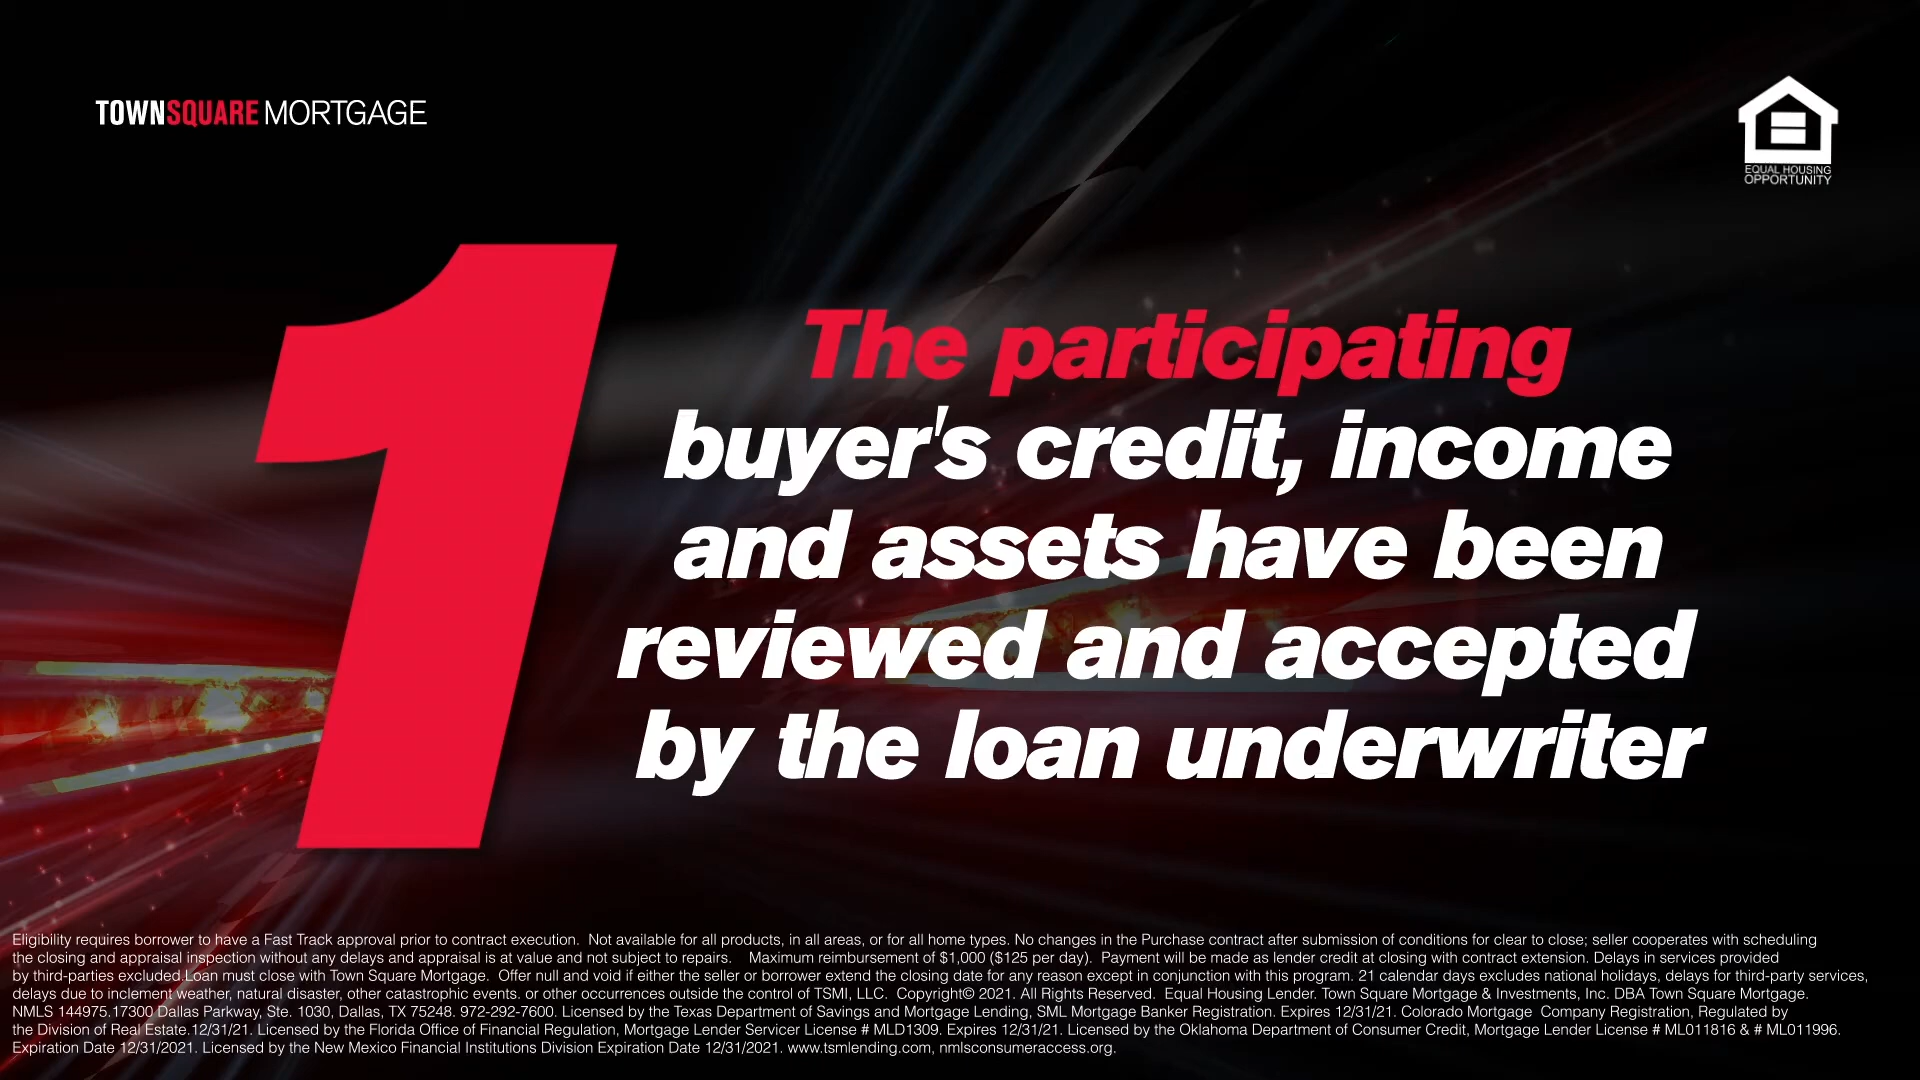 TOWNSQUARE MORTGAGE
EQUAL HOUSING
OPPORTUNITY
1
The participating
buyer's credit, income
and assets have been
reviewed and accepted
by the loan underwriter
Eligibility requires borrower to have a Fast Track approval prior to contract execution.  Not available for all products, in all areas, or for all home types. No changes in the Purchase contract after submission of conditions for clear to close; seller cooperates with scheduling
the closing and appraisal inspection without any delays and appraisal is at value and not subject to repairs.    Maximum reimbursement of $1,000 ($125 per day).  Payment will be made as lender credit at closing with contract extension. Delays in services provided
by third-parties excluded.Loan must close with Town Square Mortgage.  Offer null and void if either the seller or borrower extend the closing date for any reason except in conjunction with this program. 21 calendar days excludes national holidays, delays for third-party services,
delays due to inclement weather, natural disaster, other catastrophic events. or other occurrences outside the control of TSMI, LLC.  Copyright© 2021. All Rights Reserved.  Equal Housing Lender. Town Square Mortgage & Investments, Inc. DBA Town Square Mortgage.
NMLS 144975.17300 Dallas Parkway, Ste. 1030, Dallas, TX 75248. 972-292-7600. Licensed by the Texas Department of Savings and Mortgage Lending, SML Mortgage Banker Registration. Expires 12/31/21. Colorado Mortgage  Company Registration, Regulated by
the Division of Real Estate.12/31/21. Licensed by the Florida Office of Financial Regulation, Mortgage Lender Servicer License # MLD1309. Expires 12/31/21. Licensed by the Oklahoma Department of Consumer Credit, Mortgage Lender License # ML011816 & # ML011996.
Expiration Date 12/31/2021. Licensed by the New Mexico Financial Institutions Division Expiration Date 12/31/2021. www.tsmlending.com, nmlsconsumeraccess.org.